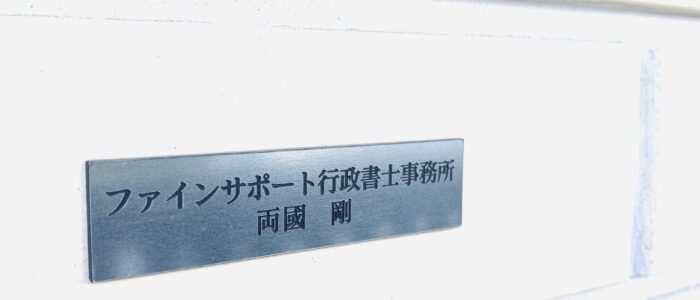 ファインサポート行政書士事務所
両國 剛